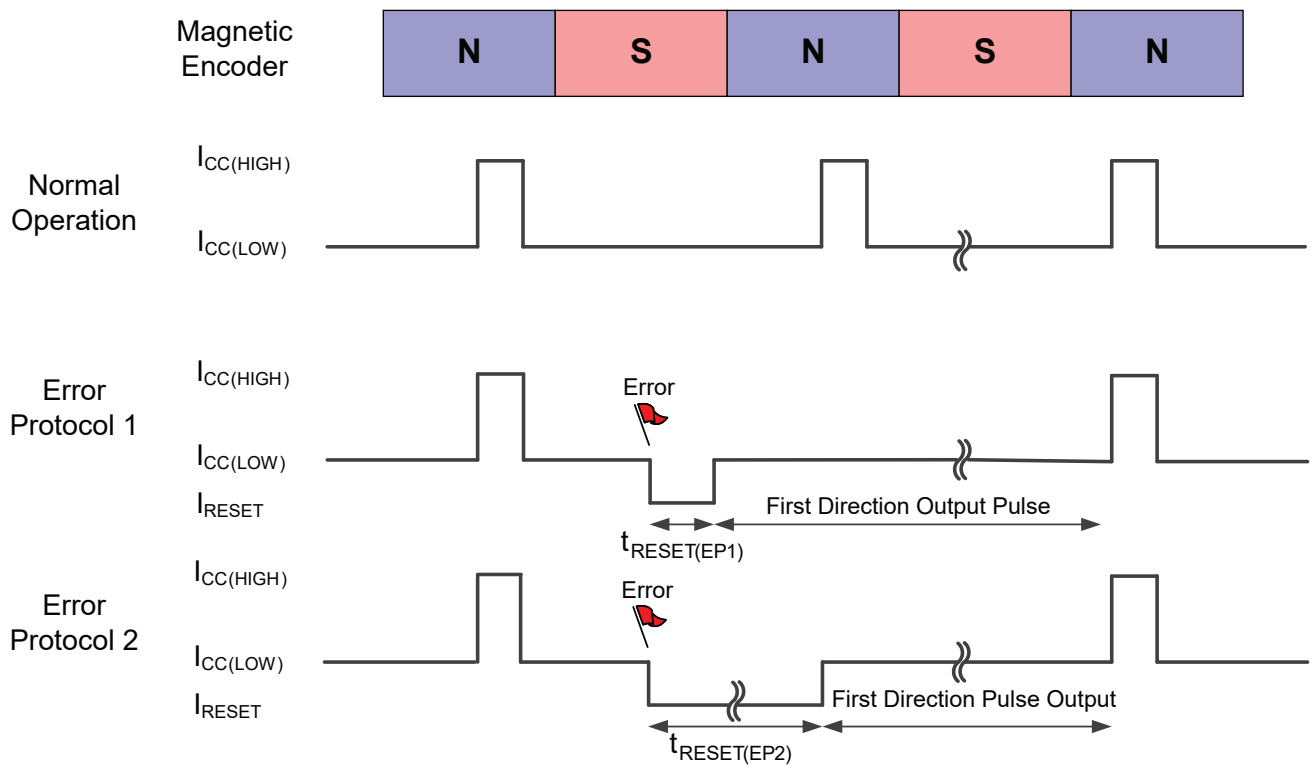 Magnetic
Encoder
N S N S N
Normal
Operation
ICC(HIGH)
ICC(LOW)
Error
Protocol 1
ICC(HIGH)
Error
ICC(LOW)
IRESET
First Direction Output Pulse
tRESET(EP1)
Error
Protocol 2
ICC(HIGH)
Error
ICC(LOW)
IRESET
First Direction Pulse Output
tRESET(EP2)